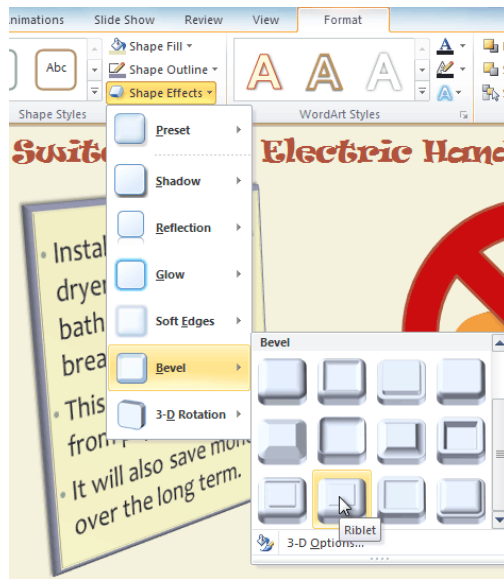 nimations Slide Show Review View Format
Abc
Shape Fill
Shape Outline
Shape Effects
A A A
A
A
Shape Styles WordArt Styles
Electric Hand
Preset
Shadow
Reflection
Glow
Soft Edges
Bevel
3-D Rotation
Instal
dryer
bath
brea
This
from
It will also save mon
over the long term.
Bevel
Riblet
3-D Options...